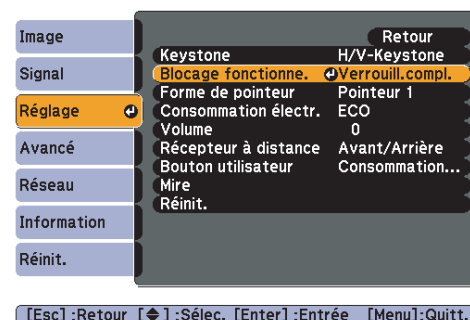 Image
Signal
Réglage
Avancé
Réseau
Information
Réinit.
Retour
Keystone H/V-Keystone
Blocage fonctionne. Verrouill.compl.
Forme de pointeur Pointeur 1
Consommation électr. ECO
Volume 0
Récepteur à distance Avant/Arrière
Bouton utilisateur Consommation...
Mire
Réinit.
[Esc] :Retour [◆] :Sélec. [Enter] :Entrée [Menu]:Quitt.